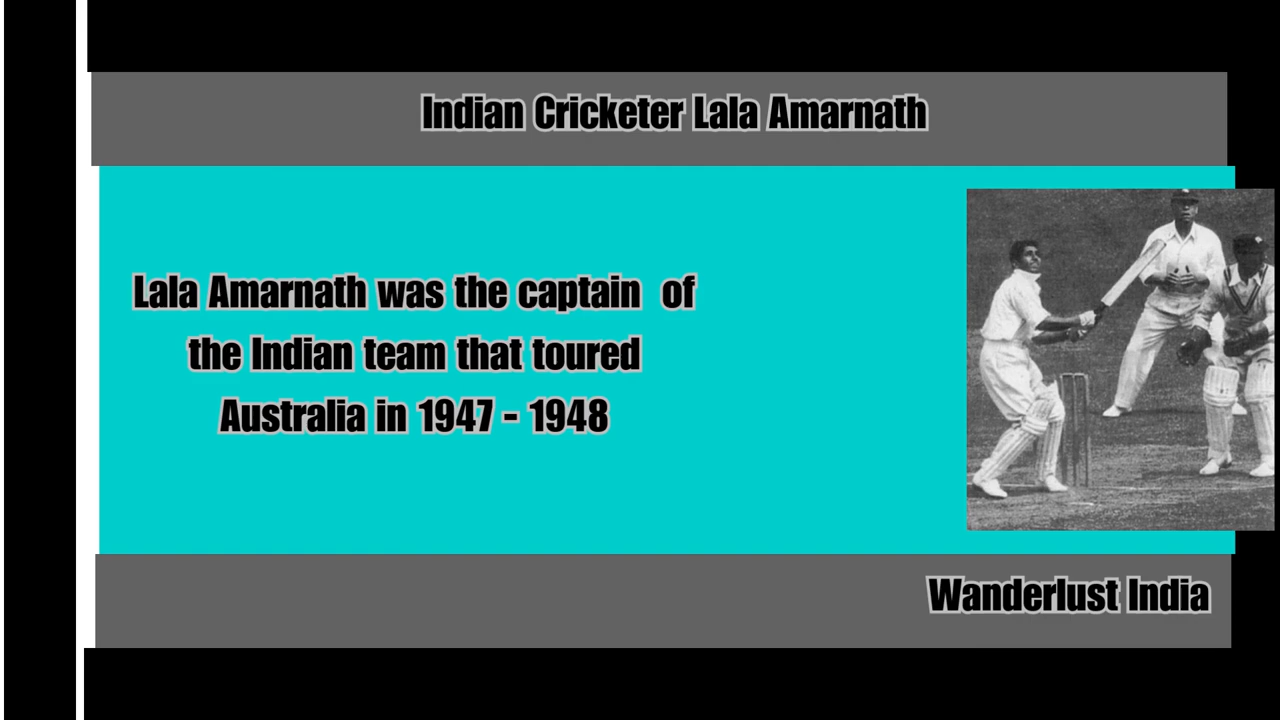 Indian Cricketer Lala Amarnath
Lala Amarnath was the captain  of
the Indian team that toured
Australia in 1947 - 1948
Wanderlust India